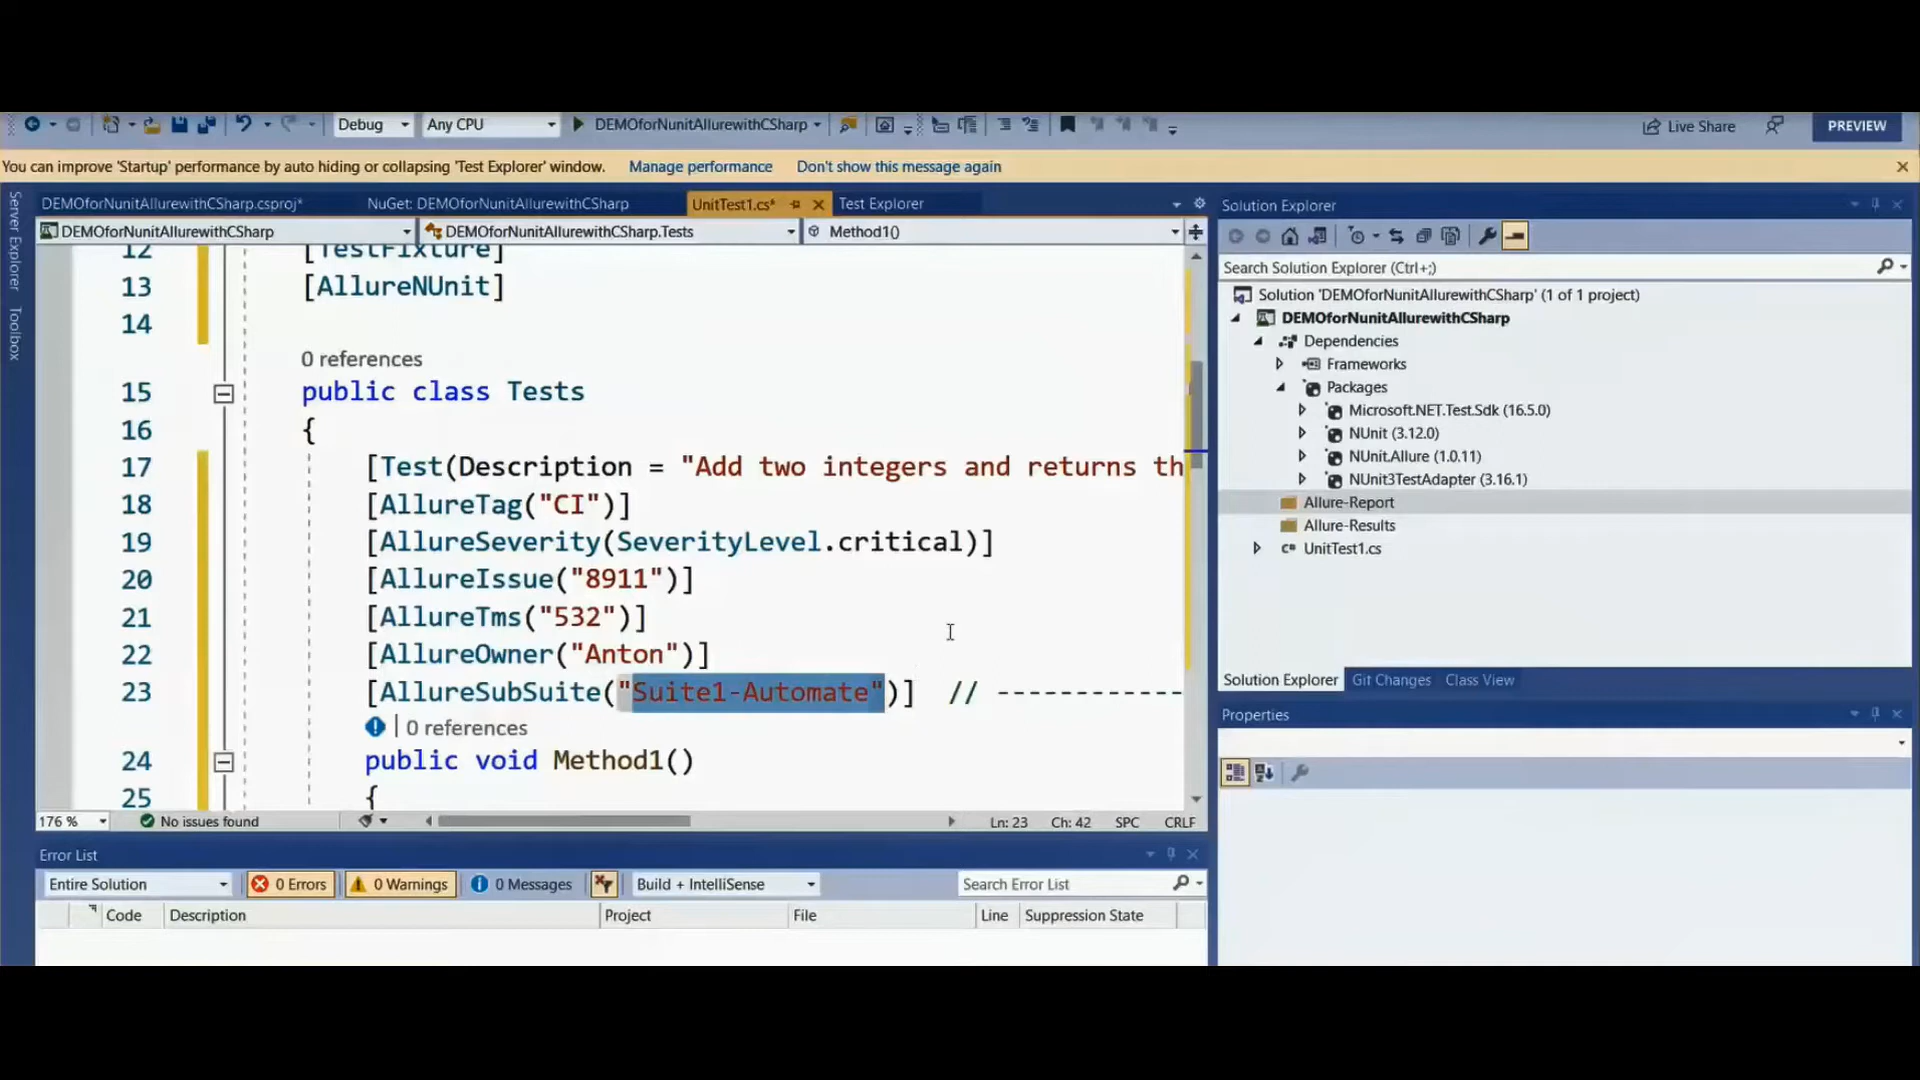 Debug Any CPU DEMOforNunitAllurewithCSharp Live Share PREVIEW
You can improve 'Startup' performance by auto hiding or collapsing 'Test Explorer' window. Manage performance Don't show this message again
Server Explorer
Toolbox
DEMOforNunitAllurewithCSharp.csproj* NuGet: DEMOforNunitAllurewithCSharp UnitTest1.cs* Test Explorer
DEMOforNunitAllurewithCSharp DEMOforNunitAllurewithCSharp.Tests Method1()
12 [TestFixture]
13 [AllureNUnit]
14
0 references
15 public class Tests
16 {
17 [Test(Description = "Add two integers and returns th
18 [AllureTag("CI")]
19 [AllureSeverity(SeverityLevel.critical)]
20 [AllureIssue("8911")]
21 [AllureTms("532")]
22 [AllureOwner("Anton")]
23 [AllureSubSuite("Suite1-Automate")] // ------------
0 references
24 public void Method1()
25 {
176 % No issues found Ln: 23 Ch: 42 SPC CRLF
Error List
Entire Solution 0 Errors 0 Warnings 0 Messages Build + IntelliSense Search Error List
Code Description Project File Line Suppression State
Solution Explorer
Search Solution Explorer (Ctrl+;)
Solution 'DEMOforNunitAllurewithCSharp' (1 of 1 project)
DEMOforNunitAllurewithCSharp
Dependencies
Frameworks
Packages
Microsoft.NET.Test.Sdk (16.5.0)
NUnit (3.12.0)
NUnit.Allure (1.0.11)
NUnit3TestAdapter (3.16.1)
Allure-Report
Allure-Results
C# UnitTest1.cs
Solution Explorer Git Changes Class View
Properties